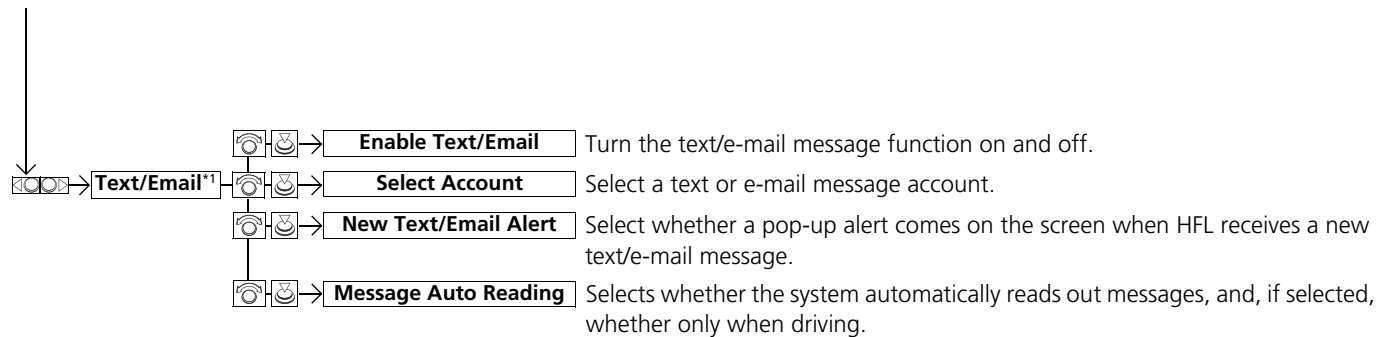 Enable Text/Email Turn the text/e-mail message function on and off.
Text/Email*1 Select Account Select a text or e-mail message account.
New Text/Email Alert Select whether a pop-up alert comes on the screen when HFL receives a new
text/e-mail message.
Message Auto Reading Selects whether the system automatically reads out messages, and, if selected,
whether only when driving.